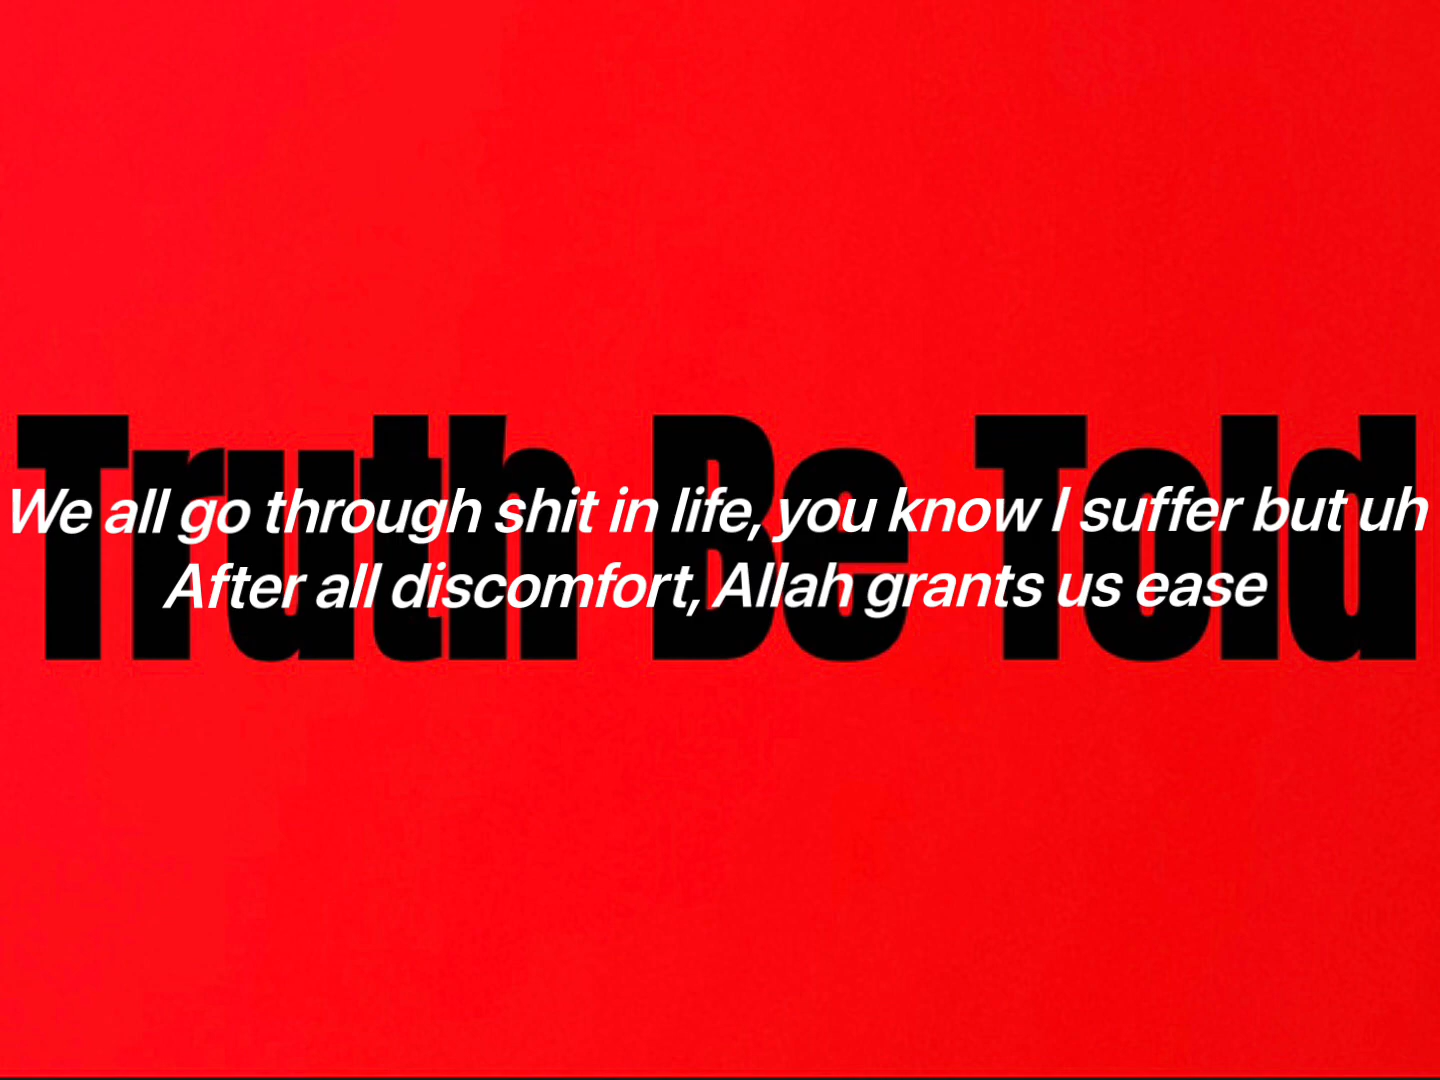 Truth Be Told
We all go through shit in life, you know I suffer but uh
After all discomfort, Allah grants us ease